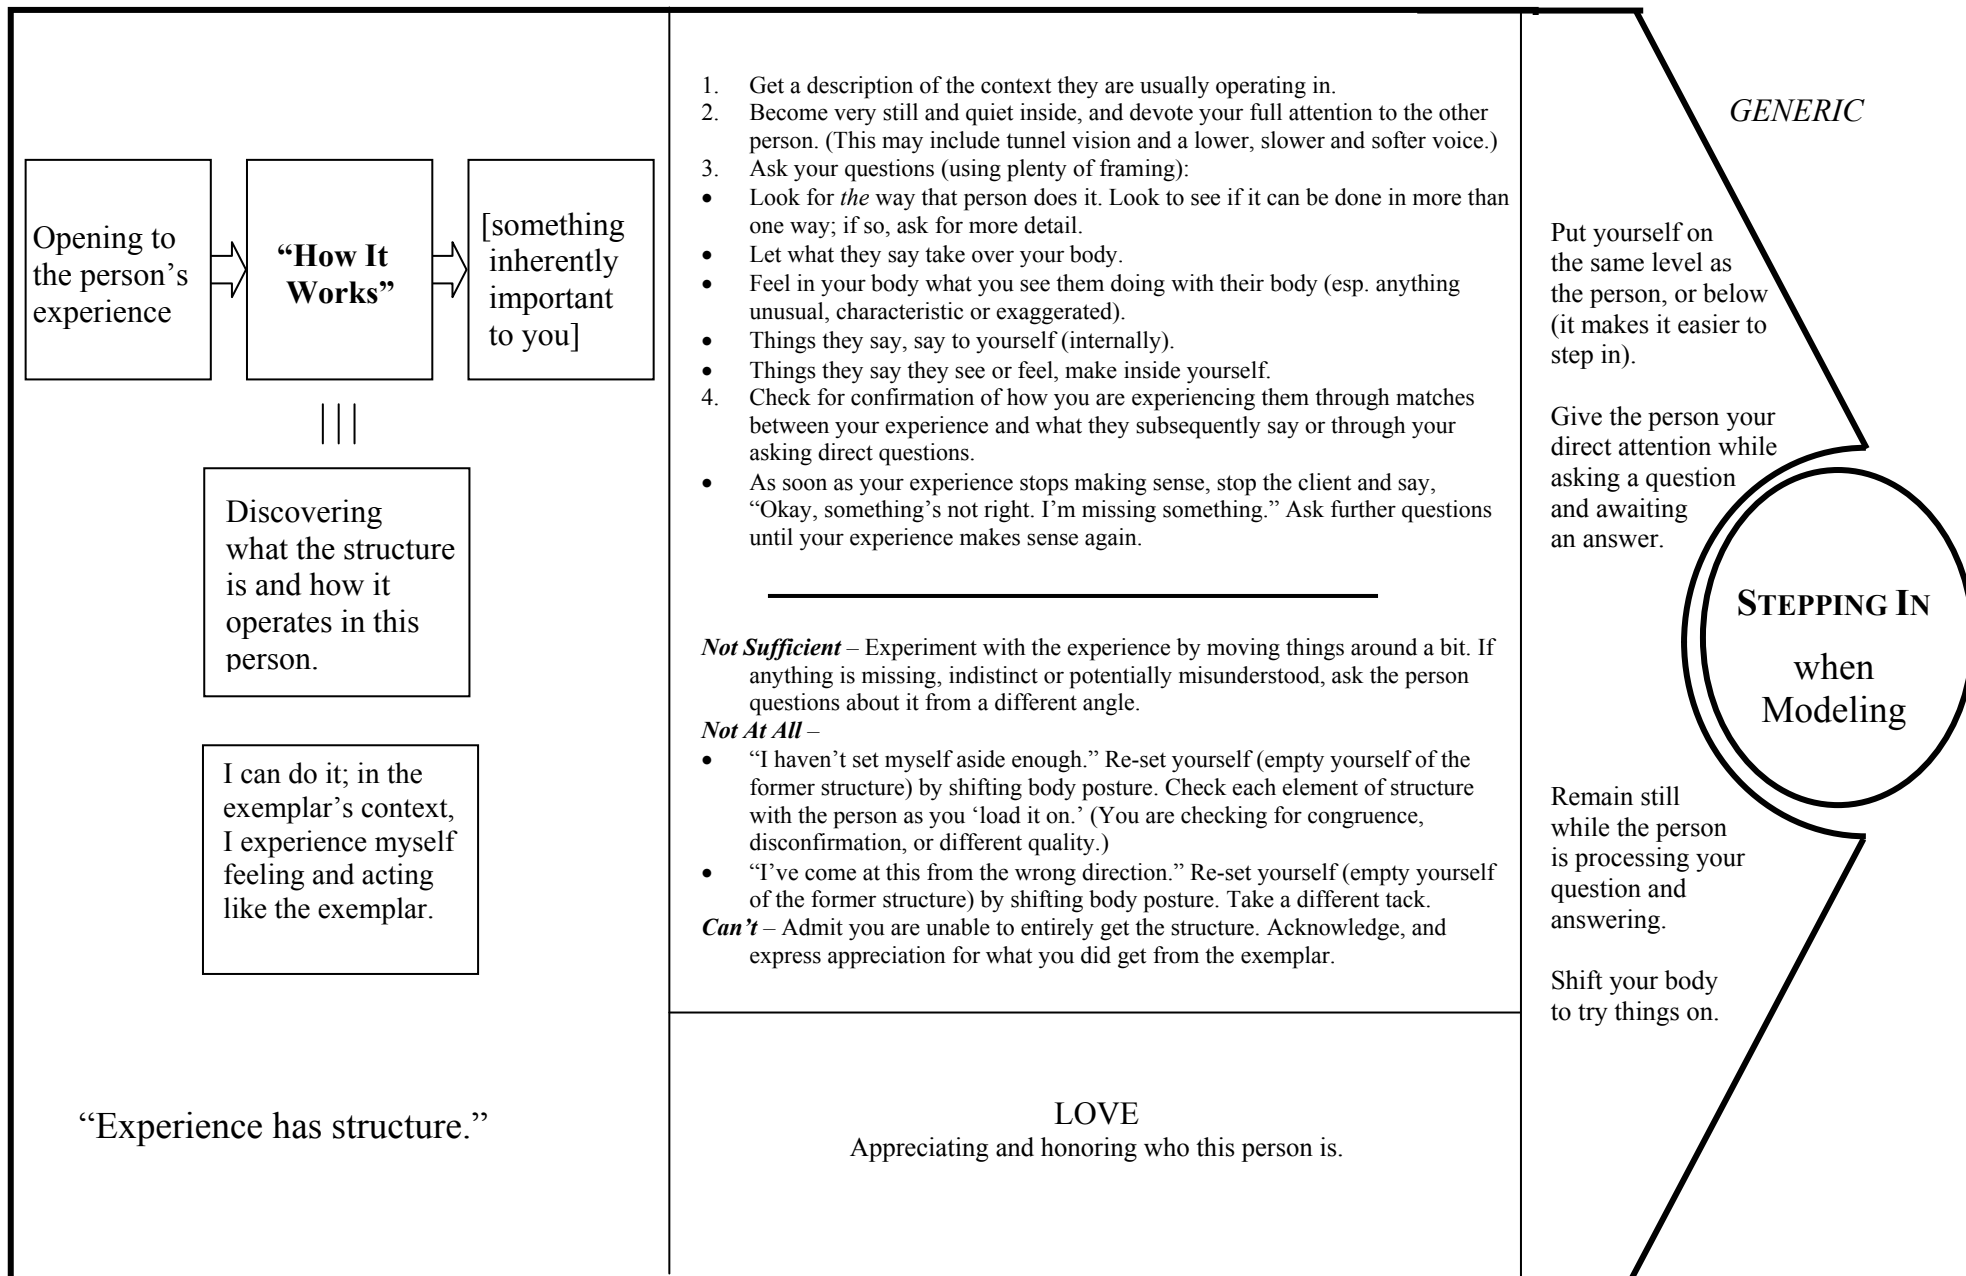 Opening to
the person’s
experience
“How It
Works”
[something
inherently
important
to you]
Discovering
what the structure
is and how it
operates in this
person.
I can do it; in the
exemplar’s context,
I experience myself
feeling and acting
like the exemplar.
“Experience has structure.”
1. Get a description of the context they are usually operating in.
2. Become very still and quiet inside, and devote your full attention to the other
person. (This may include tunnel vision and a lower, slower and softer voice.)
3. Ask your questions (using plenty of framing):
• Look for the way that person does it. Look to see if it can be done in more than
one way; if so, ask for more detail.
• Let what they say take over your body.
• Feel in your body what you see them doing with their body (esp. anything
unusual, characteristic or exaggerated).
• Things they say, say to yourself (internally).
• Things they say they see or feel, make inside yourself.
4. Check for confirmation of how you are experiencing them through matches
between your experience and what they subsequently say or through your
asking direct questions.
• As soon as your experience stops making sense, stop the client and say,
“Okay, something’s not right. I’m missing something.” Ask further questions
until your experience makes sense again.
Not Sufficient – Experiment with the experience by moving things around a bit. If
anything is missing, indistinct or potentially misunderstood, ask the person
questions about it from a different angle.
Not At All –
• “I haven’t set myself aside enough.” Re-set yourself (empty yourself of the
former structure) by shifting body posture. Check each element of structure
with the person as you ‘load it on.’ (You are checking for congruence,
disconfirmation, or different quality.)
• “I’ve come at this from the wrong direction.” Re-set yourself (empty yourself
of the former structure) by shifting body posture. Take a different tack.
Can’t – Admit you are unable to entirely get the structure. Acknowledge, and
express appreciation for what you did get from the exemplar.
LOVE
Appreciating and honoring who this person is.
GENERIC
Put yourself on
the same level as
the person, or below
(it makes it easier to
step in).
Give the person your
direct attention while
asking a question
and awaiting
an answer.
Remain still
while the person
is processing your
question and
answering.
Shift your body
to try things on.
STEPPING IN
when
Modeling